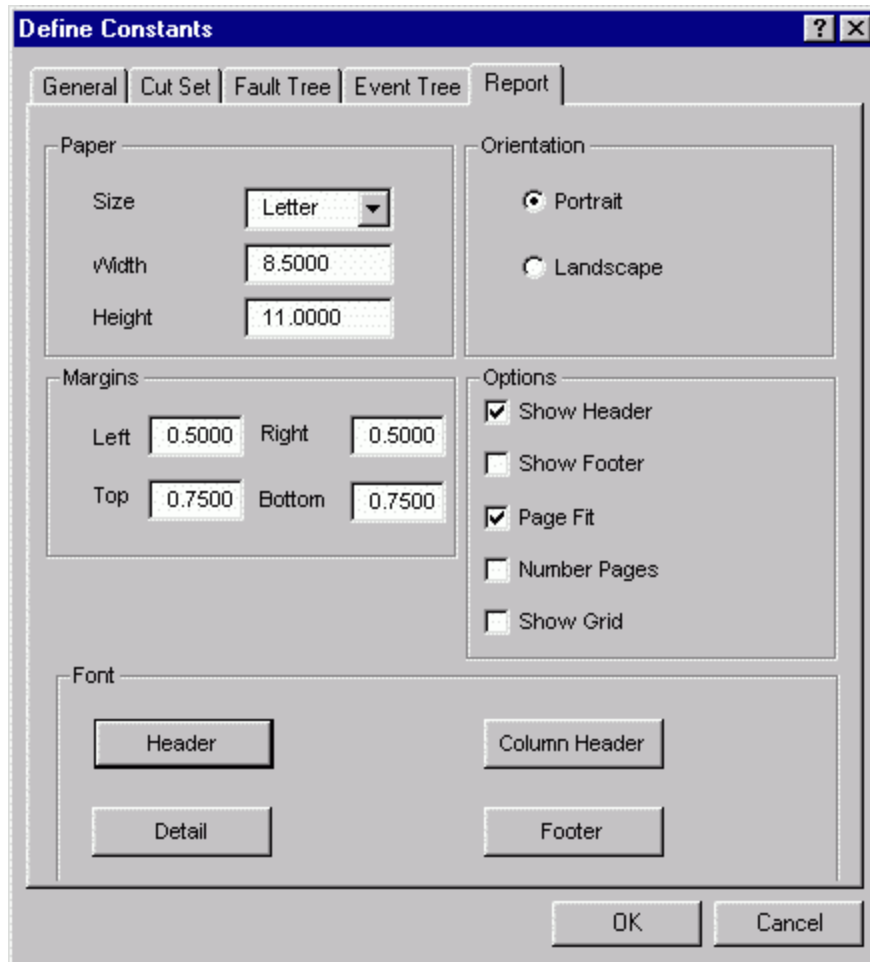 Define Constants
General Cut Set Fault Tree Event Tree Report
Paper
Size Letter
Width 8.5000
Height 11.0000
Orientation
Portrait
Landscape
Margins
Left 0.5000 Right 0.5000
Top 0.7500 Bottom 0.7500
Options
Show Header
Show Footer
Page Fit
Number Pages
Show Grid
Font
Header Column Header
Detail Footer
OK Cancel